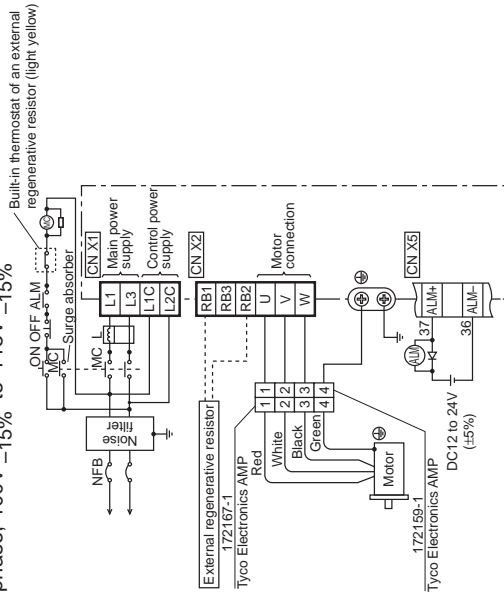 phase, 100V –15% to 115V –15%
Built-in thermostat of an external
regenerative resistor (light yellow)
ON OFF ALM
MC
Surge absorber
MC
NFB
Noise
filter
MC
L
CN X1
L1
L3
L1C
L2C
Main power
supply
Control power
supply
CN X2
RB1
RB3
RB2
U
V
W
Motor
connection
External regenerative resistor
172167-1
Tyco Electronics AMP
Red
White
Black
Green
1 1
2 2
3 3
4 4
Motor
172159-1
Tyco Electronics AMP
CN X5
37 ALM+
ALM
36 ALM–
DC12 to 24V
(±5%)